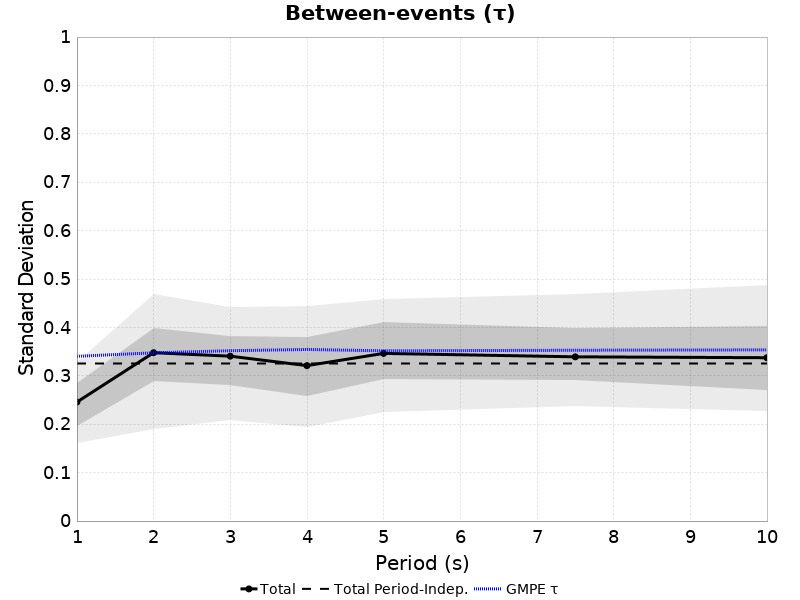 Between-events (τ)
1
0.9
0.8
0.7
0.6
0.5
0.4
0.3
0.2
0.1
0
Standard Deviation
1 2 3 4 5 6 7 8 9 10
Period (s)
Total Total Period-Indep. GMPE τ